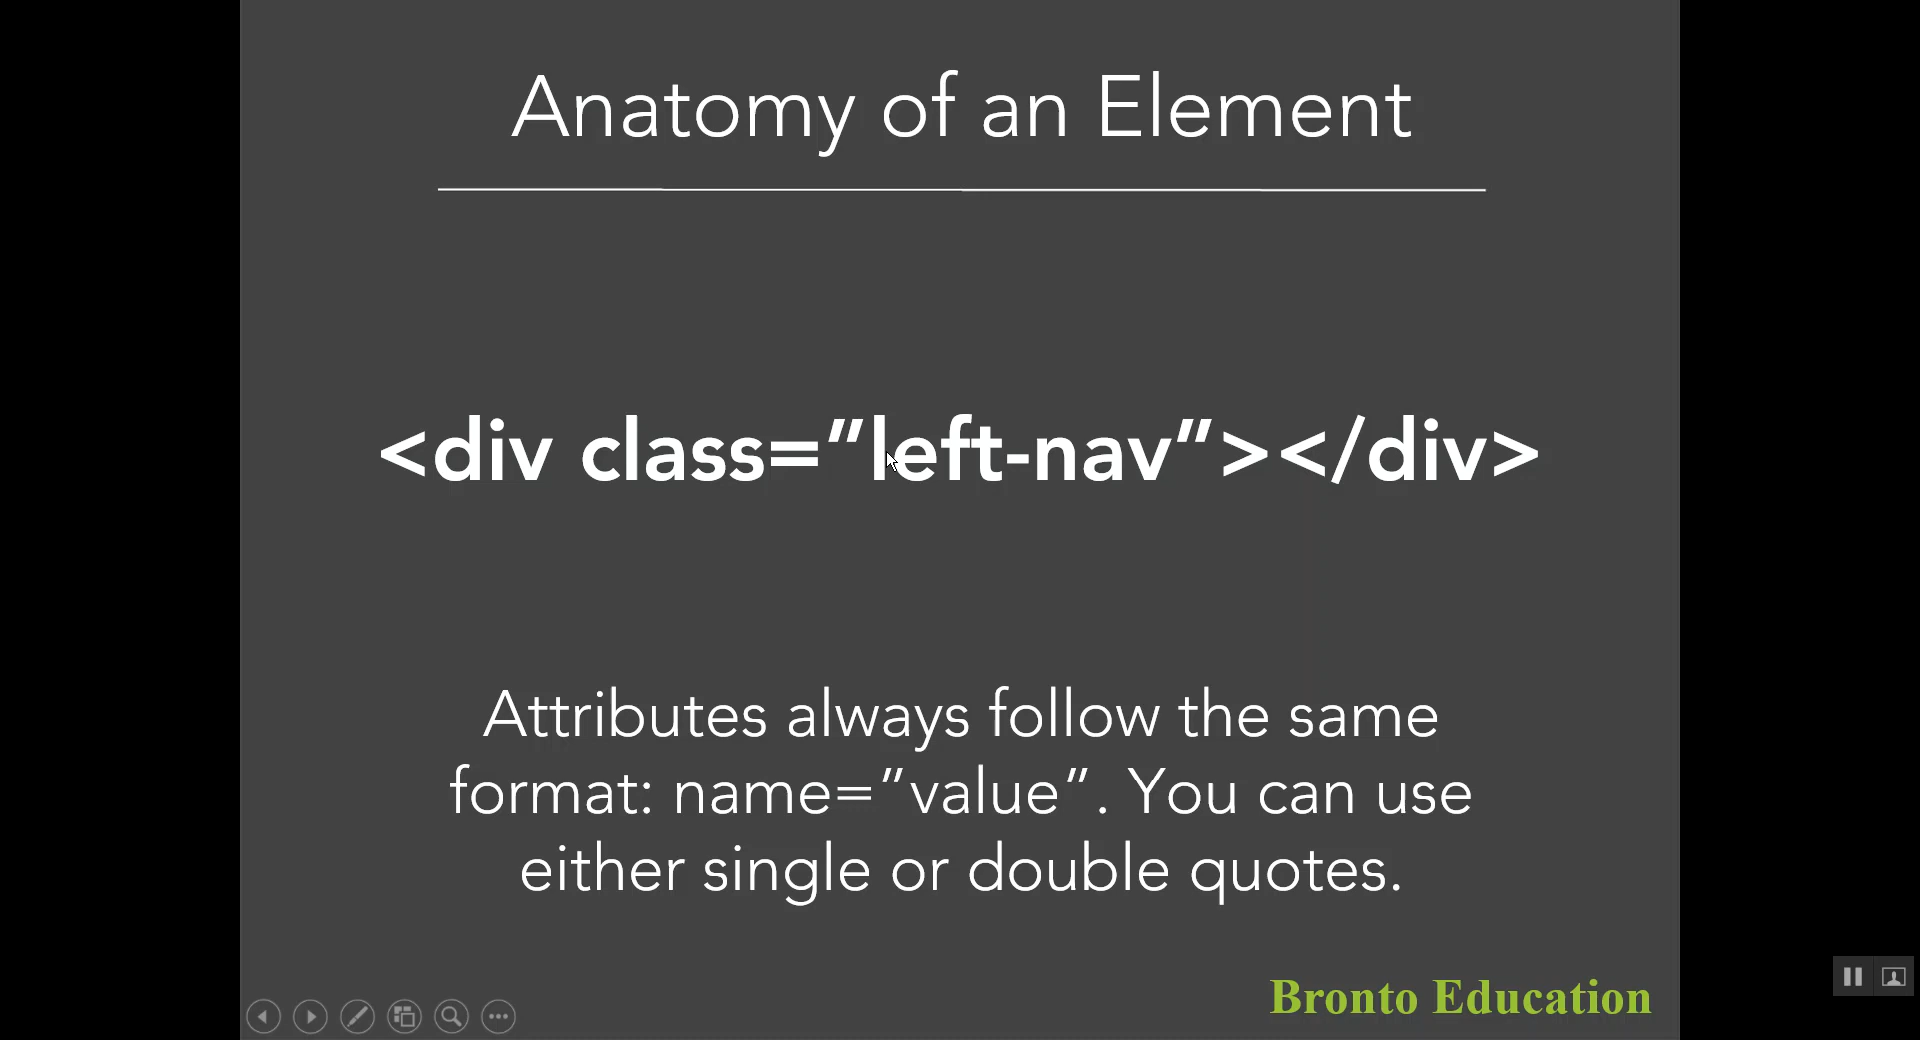 Anatomy of an Element
<div class=”left-nav”></div>
Attributes always follow the same
format: name=”value”. You can use
either single or double quotes.
Bronto Education